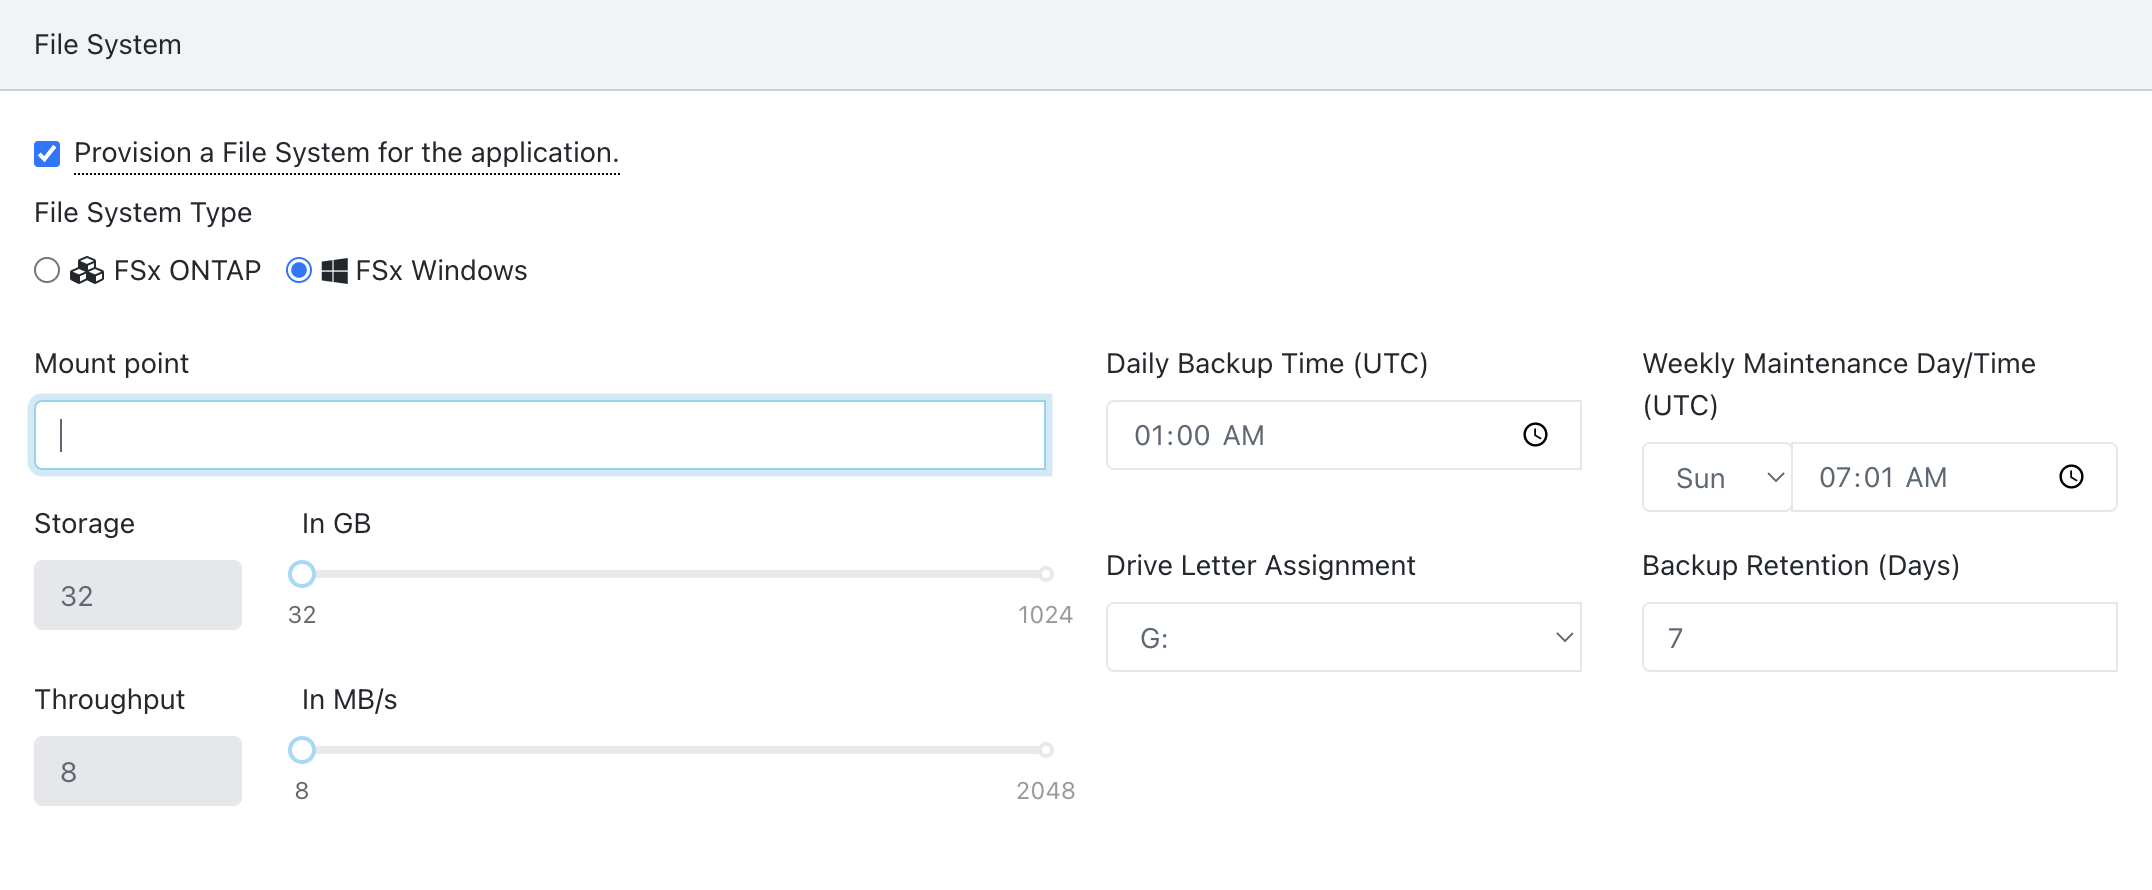 File System
Provision a File System for the application.
File System Type
FSx ONTAP
FSx Windows
Mount point
Storage
In GB
32
32
1024
Throughput
In MB/s
8
8
2048
Daily Backup Time (UTC)
01:00 AM
Weekly Maintenance Day/Time
(UTC)
Sun
07:01 AM
Drive Letter Assignment
G:
Backup Retention (Days)
7